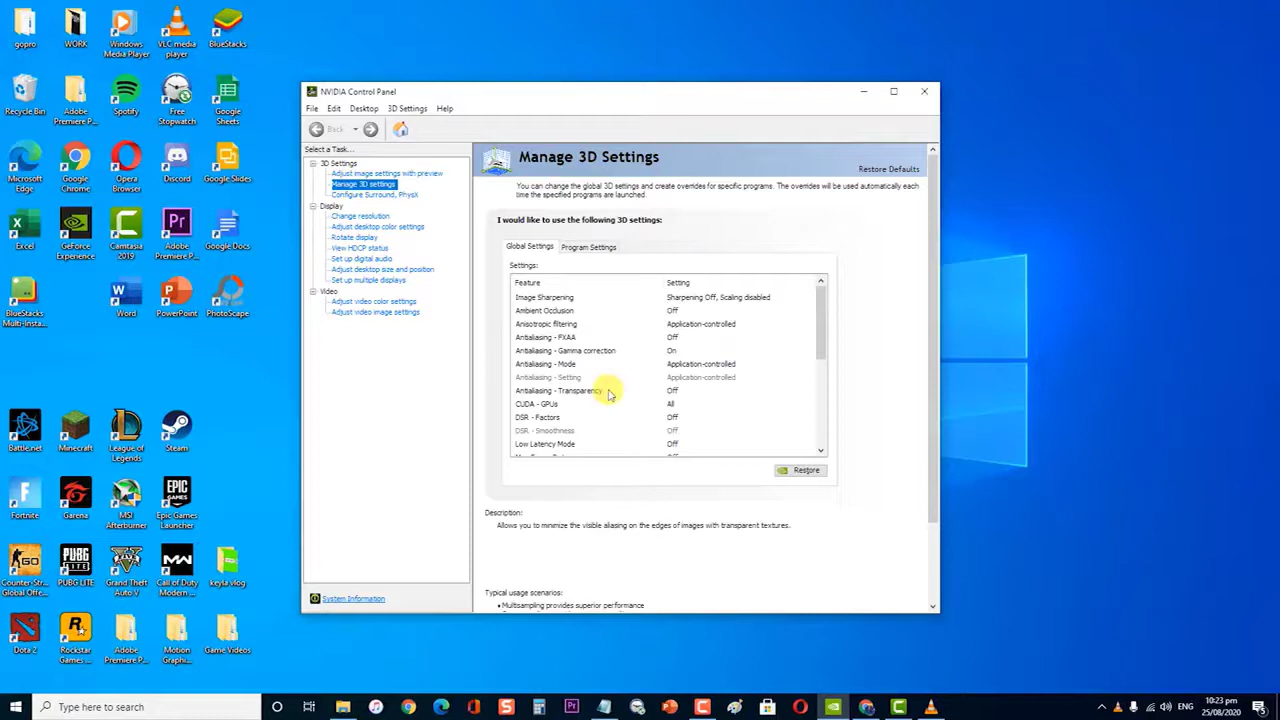 gopro
WORK
Windows
Media Player
VLC media
player
BlueStacks
Recycle Bin
Adobe
Premiere P...
Spotify
Free
Stopwatch
Google
Sheets
Microsoft
Edge
Google
Chrome
Opera
Browser
Discord
Google Slides
Excel
GeForce
Experience
Camtasia
2019
Adobe
Premiere P...
Google Docs
BlueStacks
Multi-Insta...
Word
PowerPoint
PhotoScape
Battle.net
Minecraft
League of
Legends
Steam
Fortnite
Garena
MSI
Afterburner
Epic Games
Launcher
Counter-Str...
Global Offe...
PUBG LITE
Grand Theft
Auto V
Call of Duty
Modern ...
keyla vlog
Dota 2
Rockstar
Games ...
Adobe
Premiere P...
Motion
Graphi...
Game Videos
NVIDIA Control Panel
File Edit Desktop 3D Settings Help
Back
Select a Task...
3D Settings
Adjust image settings with preview
Manage 3D settings
Configure Surround, PhysX
Display
Change resolution
Adjust desktop color settings
Rotate display
View HDCP status
Set up digital audio
Adjust desktop size and position
Set up multiple displays
Video
Adjust video color settings
Adjust video image settings
System Information
Manage 3D Settings
Restore Defaults
You can change the global 3D settings and create overrides for specific programs. The overrides will be used automatically each
time the specified programs are launched.
I would like to use the following 3D settings:
Global Settings Program Settings
Settings:
Feature Setting
Image Sharpening Sharpening Off, Scaling disabled
Ambient Occlusion Off
Anisotropic filtering Application-controlled
Antialiasing - FXAA Off
Antialiasing - Gamma correction On
Antialiasing - Mode Application-controlled
Antialiasing - Setting Application-controlled
Antialiasing - Transparency Off
CUDA - GPUs All
DSR - Factors Off
DSR - Smoothness Off
Low Latency Mode Off
Restore
Description:
Allows you to minimize the visible aliasing on the edges of images with transparent textures.
Typical usage scenarios:
• Multisampling provides superior performance
Type here to search
ENG
10:23 pm
25/08/2020